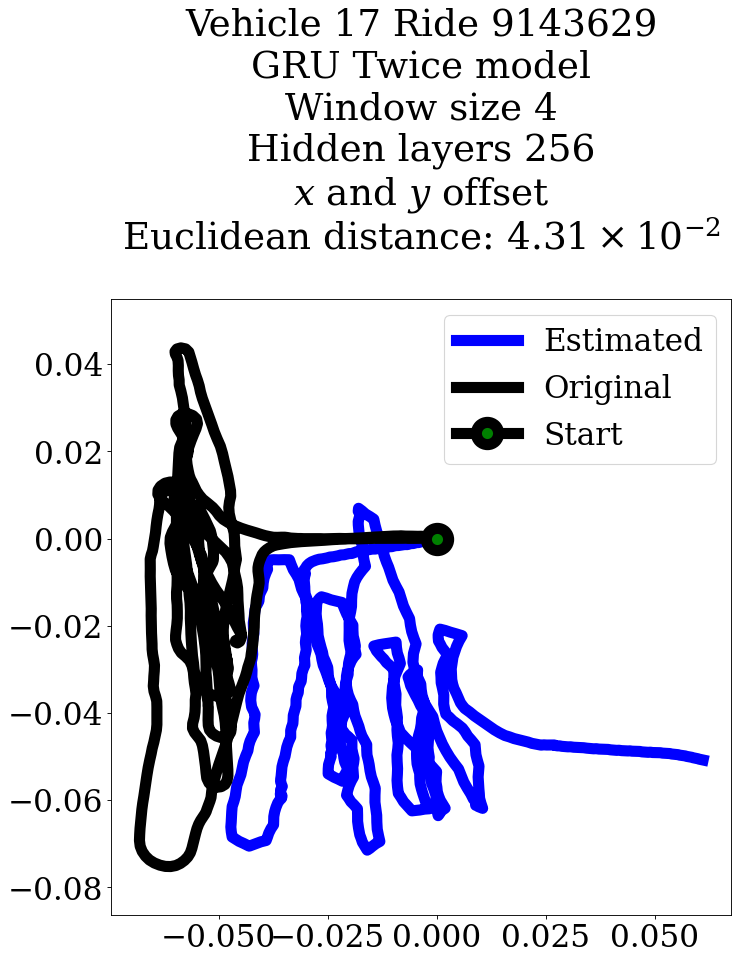 Vehicle 17 Ride 9143629
GRU Twice model
Window size 4
Hidden layers 256
x and y offset
Euclidean distance: 4.31 × 10⁻²
Estimated
Original
Start
0.04
0.02
0.00
−0.02
−0.04
−0.06
−0.08
−0.050 −0.025 0.000 0.025 0.050